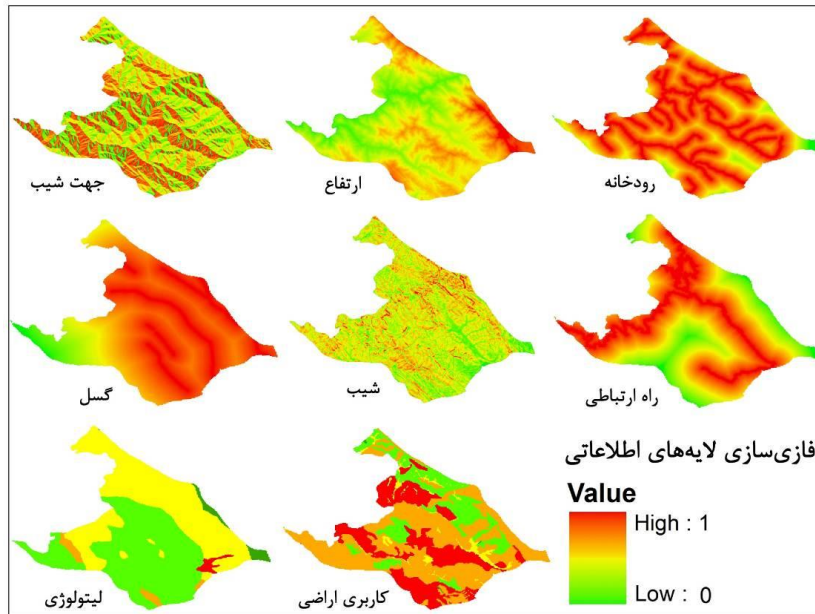 جهت شیب
ارتفاع
رودخانه
گسل
شیب
راه ارتباطی
لیتولوژی
کاربری اراضی
فازی‌سازی لایه‌های اطلاعاتی
Value
High : 1
Low : 0